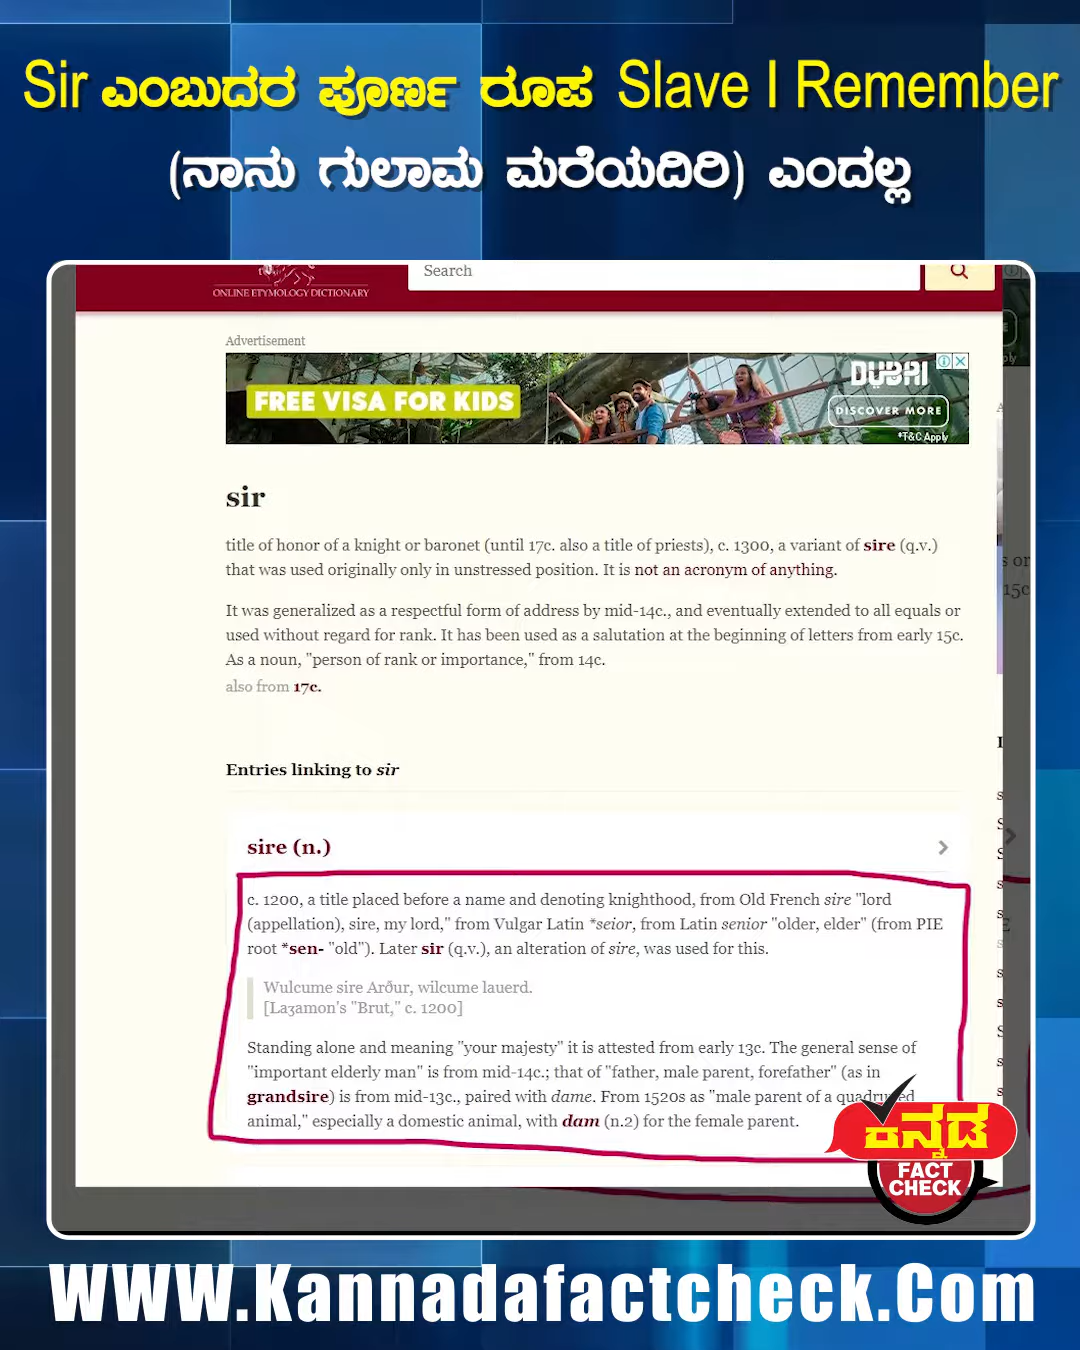 Sir ಎಂಬುದರ ಪೂರ್ಣ ರೂಪ Slave I Remember
(ನಾನು ಗುಲಾಮ ಮರೆಯದಿರಿ) ಎಂದಲ್ಲ
ONLINE ETYMOLOGY DICTIONARY
Search
Advertisement
FREE VISA FOR KIDS
DUBAI
DISCOVER MORE
*T&C Apply
sir
title of honor of a knight or baronet (until 17c. also a title of priests), c. 1300, a variant of sire (q.v.)
that was used originally only in unstressed position. It is not an acronym of anything.
It was generalized as a respectful form of address by mid-14c., and eventually extended to all equals or
used without regard for rank. It has been used as a salutation at the beginning of letters from early 15c.
As a noun, "person of rank or importance," from 14c.
also from 17c.
Entries linking to sir
sire (n.)
c. 1200, a title placed before a name and denoting knighthood, from Old French sire "lord
(appellation), sire, my lord," from Vulgar Latin *seior, from Latin senior "older, elder" (from PIE
root *sen- "old"). Later sir (q.v.), an alteration of sire, was used for this.
Wulcume sire Arður, wilcume lauerd.
[Laȝamon's "Brut," c. 1200]
Standing alone and meaning "your majesty" it is attested from early 13c. The general sense of
"important elderly man" is from mid-14c.; that of "father, male parent, forefather" (as in
grandsire) is from mid-13c., paired with dame. From 1520s as "male parent of a quadruped
animal," especially a domestic animal, with dam (n.2) for the female parent.
ಕನ್ನಡ
FACT
CHECK
WWW.Kannadafactcheck.Com